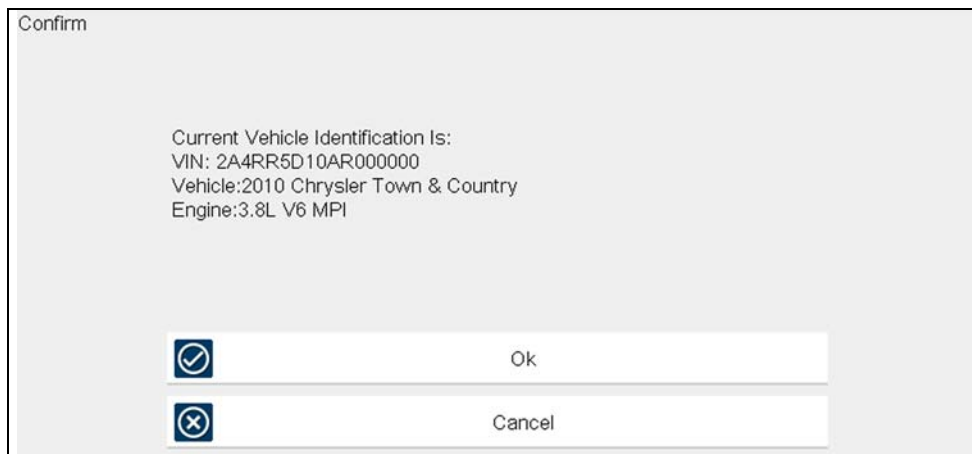 Confirm
Current Vehicle Identification Is:
VIN: 2A4RR5D10AR000000
Vehicle:2010 Chrysler Town & Country
Engine:3.8L V6 MPI
Ok
Cancel